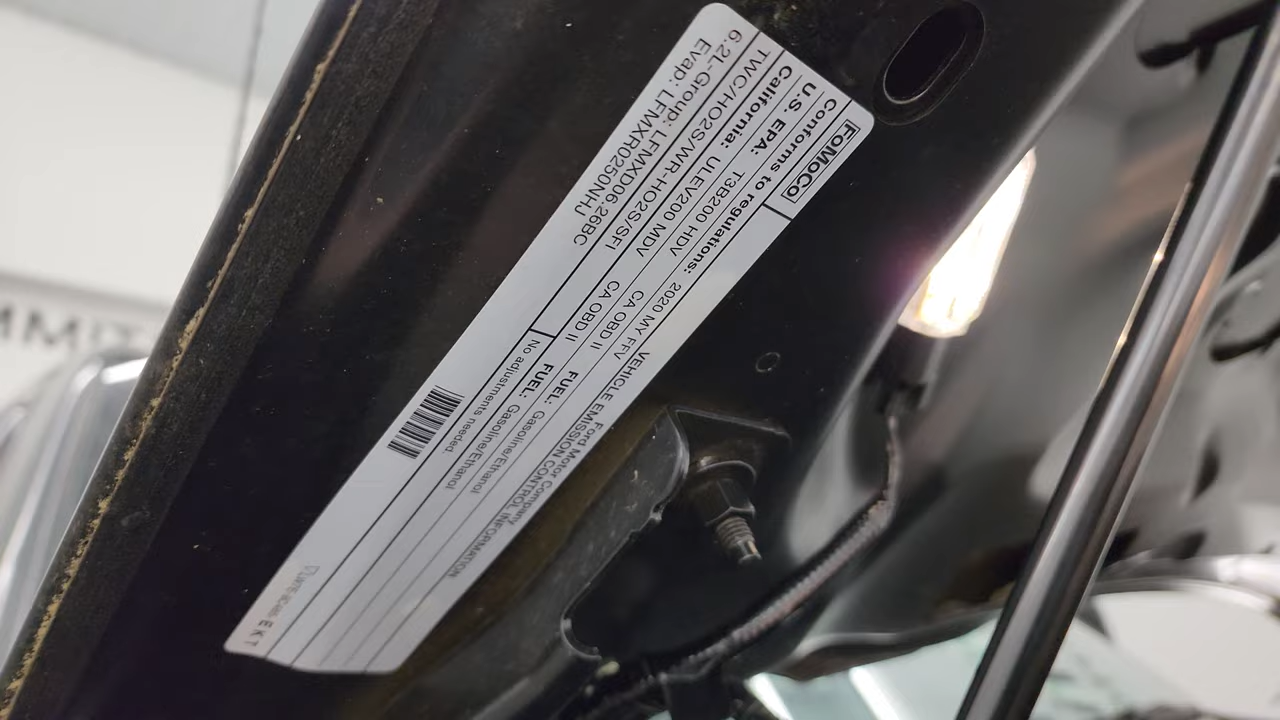 FoMoCo
Ford Motor Company
VEHICLE EMISSION CONTROL INFORMATION
Conforms to regulations: 2020 MY FFV
U.S. EPA: T3B200 HDV CA OBD II FUEL: Gasoline/Ethanol
California: ULEV200 MDV CA OBD II FUEL: Gasoline/Ethanol
TWC/HO2S/WR-HO2S/SFI No adjustments needed.
6.2L-Group: LFMXD06.26BC
Evap: LFMXR0250NHJ
EKT
MMIT